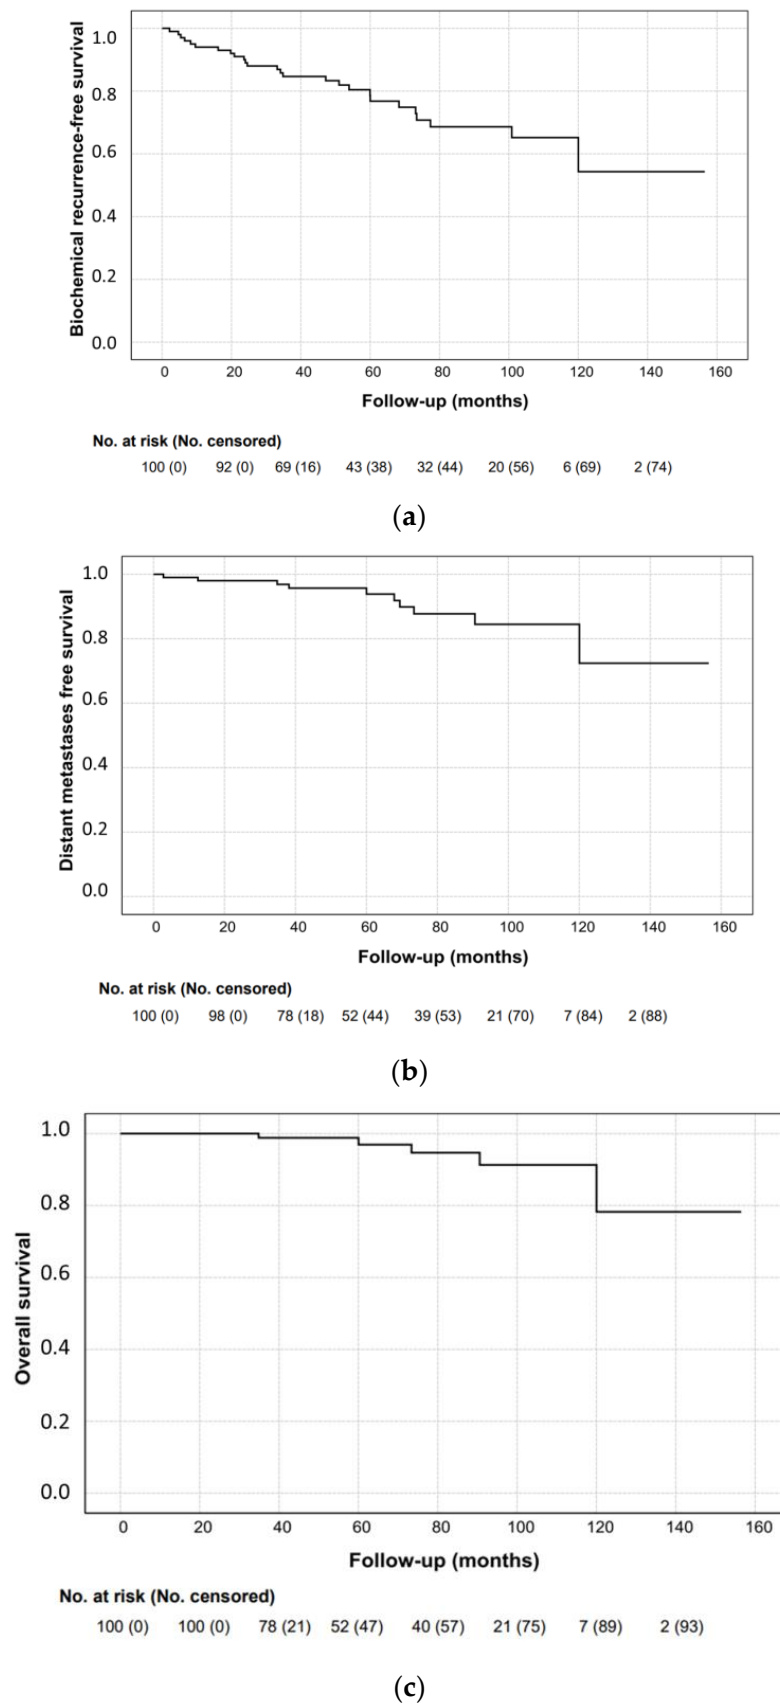 Biochemical recurrence-free survival
1.0
0.8
0.6
0.4
0.2
0.0
0 20 40 60 80 100 120 140 160
Follow-up (months)
No. at risk (No. censored)
100 (0) 92 (0) 69 (16) 43 (38) 32 (44) 20 (56) 6 (69) 2 (74)
(a)
Distant metastases free survival
1.0
0.8
0.6
0.4
0.2
0.0
0 20 40 60 80 100 120 140 160
Follow-up (months)
No. at risk (No. censored)
100 (0) 98 (0) 78 (18) 52 (44) 39 (53) 21 (70) 7 (84) 2 (88)
(b)
Overall survival
1.0
0.8
0.6
0.4
0.2
0.0
0 20 40 60 80 100 120 140 160
Follow-up (months)
No. at risk (No. censored)
100 (0) 100 (0) 78 (21) 52 (47) 40 (57) 21 (75) 7 (89) 2 (93)
(c)